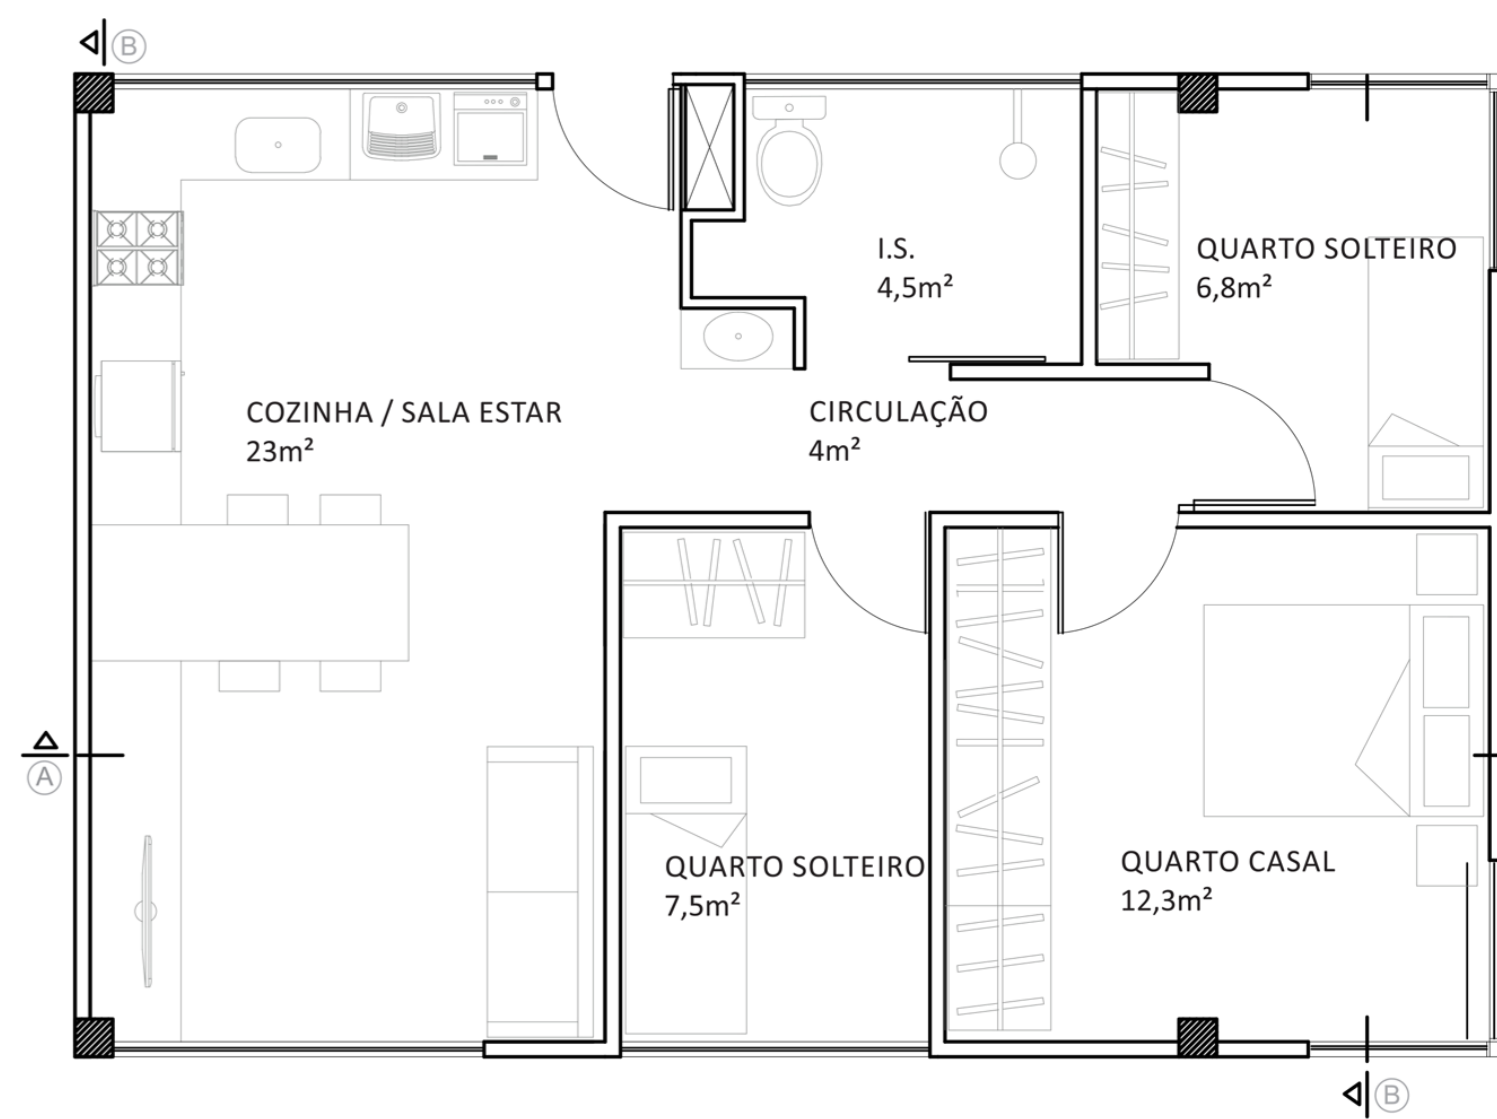 B
I.S.
4,5m²
QUARTO SOLTEIRO
6,8m²
COZINHA / SALA ESTAR
23m²
CIRCULAÇÃO
4m²
A
QUARTO SOLTEIRO
7,5m²
QUARTO CASAL
12,3m²
B